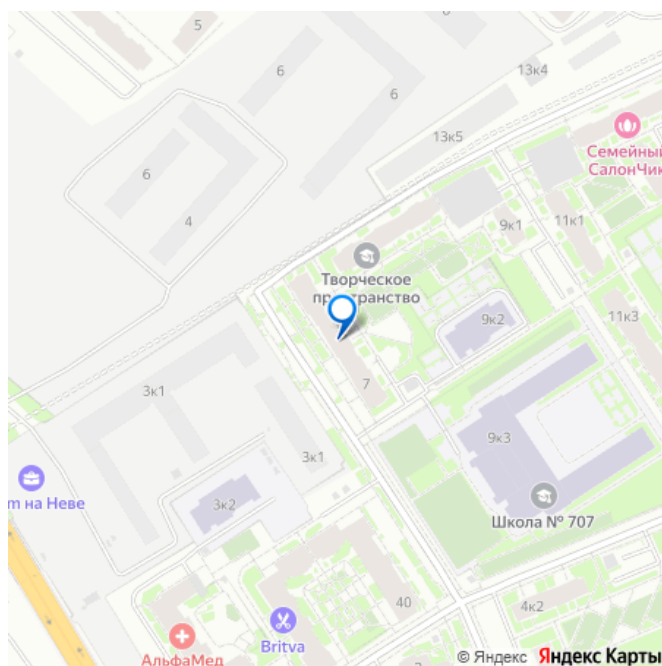 5
6
6
13к4
6
13к5
Семейный
СалонЧик
6
4
9к1
11к1
Творческое
пространство
9к2
11к3
7
3к1
9к3
3к1
m на Неве
3к2
Школа № 707
40
4к2
Britva
АльфаМед
© Яндекс Яндекс Карты